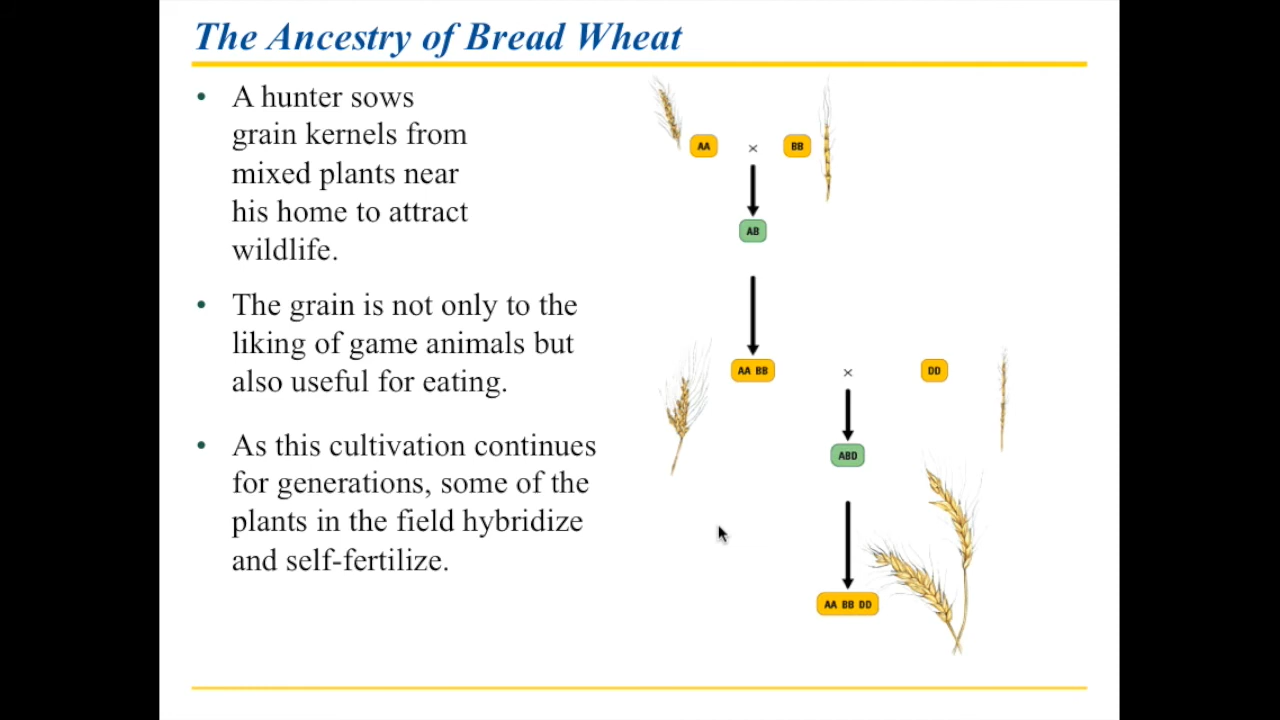 The Ancestry of Bread Wheat
• A hunter sows
grain kernels from
mixed plants near
his home to attract
wildlife.
• The grain is not only to the
liking of game animals but
also useful for eating.
• As this cultivation continues
for generations, some of the
plants in the field hybridize
and self-fertilize.
AA × BB
AB
AA BB × DD
ABD
AA BB DD